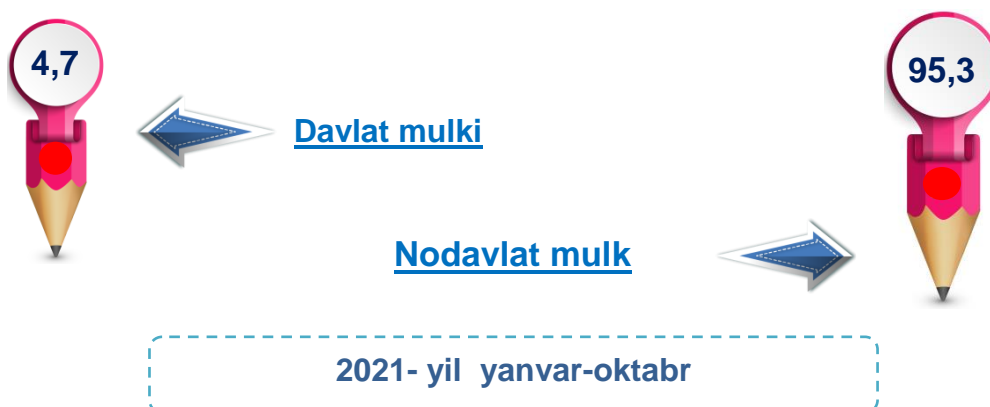 4,7
95,3
Davlat mulki
Nodavlat mulk
2021- yil yanvar-oktabr